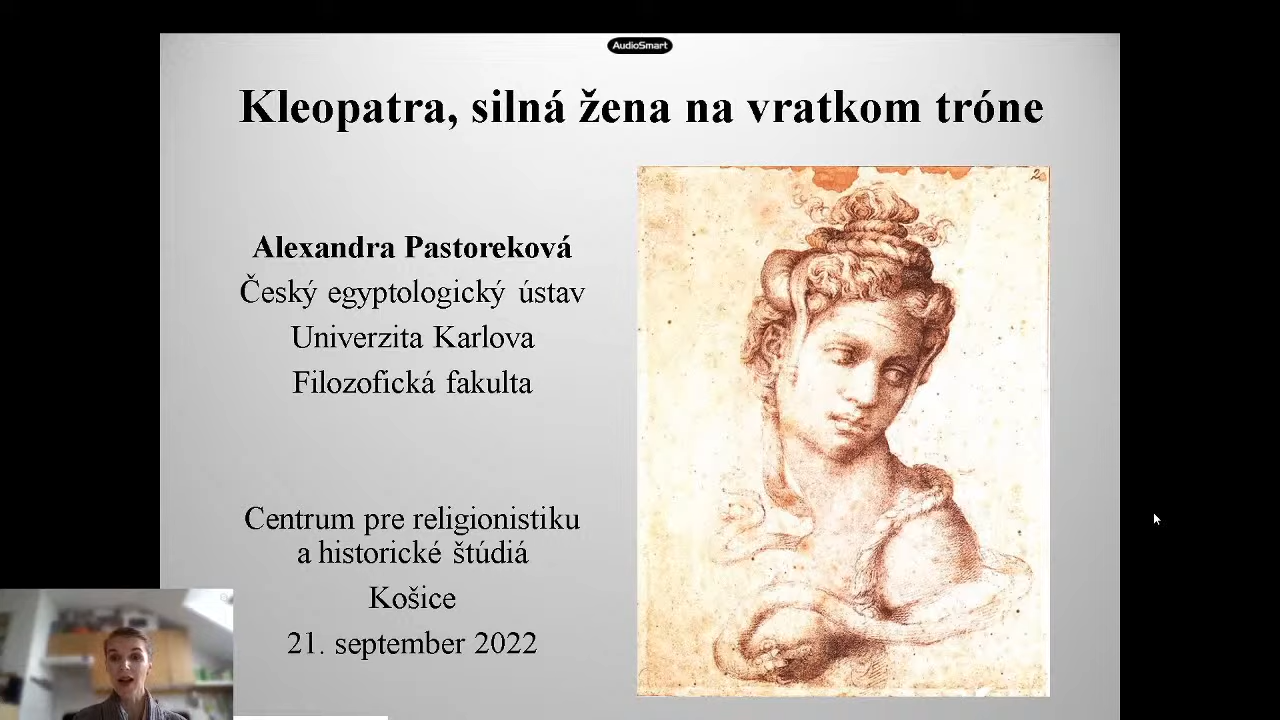 AudioSmart
Kleopatra, silná žena na vratkom tróne
Alexandra Pastoreková
Český egyptologický ústav
Univerzita Karlova
Filozofická fakulta
Centrum pre religionistiku
a historické štúdiá
Košice
21. september 2022
2